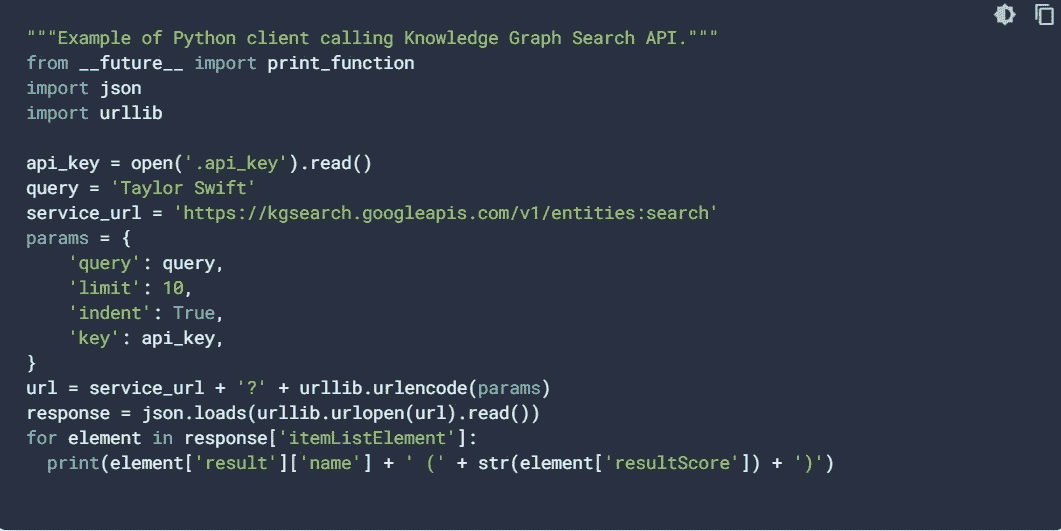 """Example of Python client calling Knowledge Graph Search API."""
from __future__ import print_function
import json
import urllib

api_key = open('.api_key').read()
query = 'Taylor Swift'
service_url = 'https://kgsearch.googleapis.com/v1/entities:search'
params = {
    'query': query,
    'limit': 10,
    'indent': True,
    'key': api_key,
}
url = service_url + '?' + urllib.urlencode(params)
response = json.loads(urllib.urlopen(url).read())
for element in response['itemListElement']:
  print(element['result']['name'] + ' (' + str(element['resultScore']) + ')')